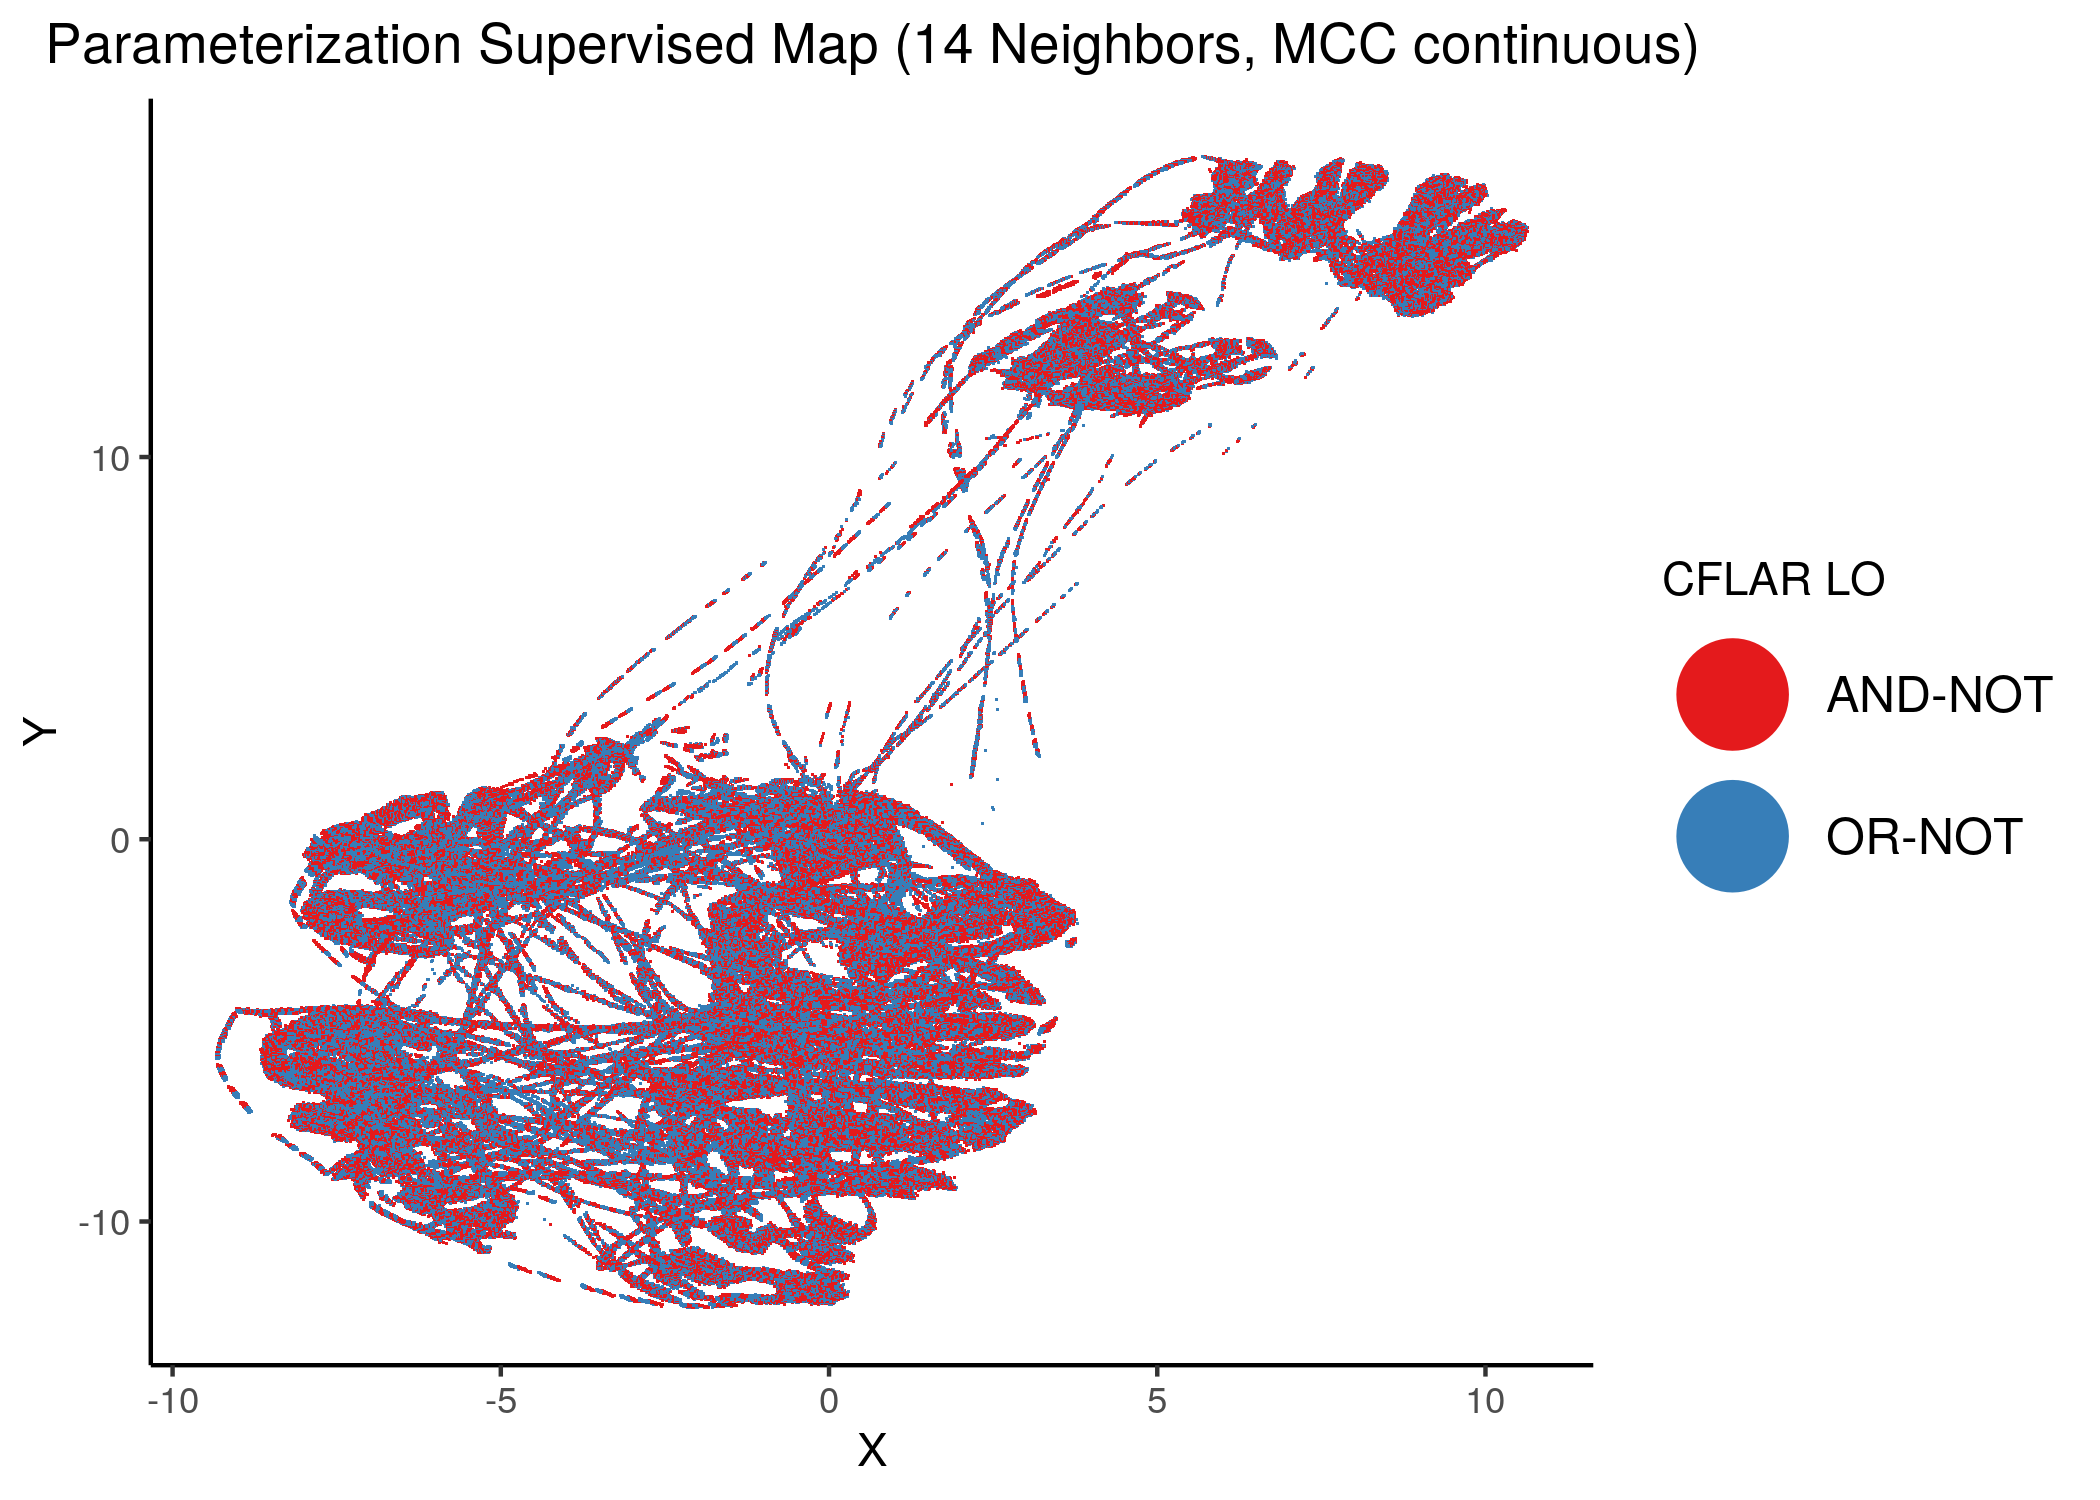 Parameterization Supervised Map (14 Neighbors, MCC continuous)
Y
10
0
-10
-10
-5
0
5
10
X
CFLAR LO
AND-NOT
OR-NOT